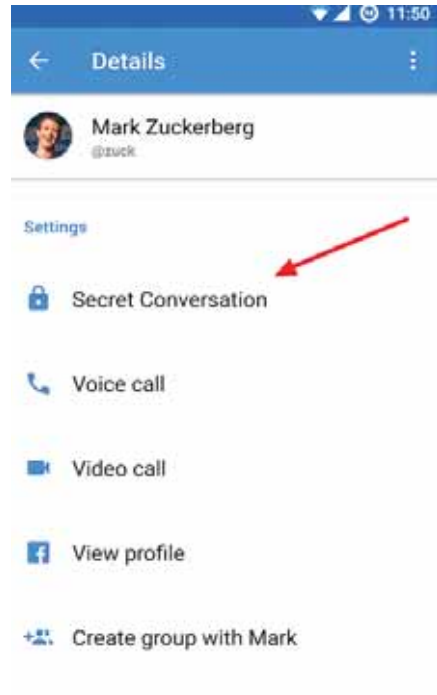 11:50
Details
Mark Zuckerberg
@zuck
Settings
Secret Conversation
Voice call
Video call
View profile
Create group with Mark